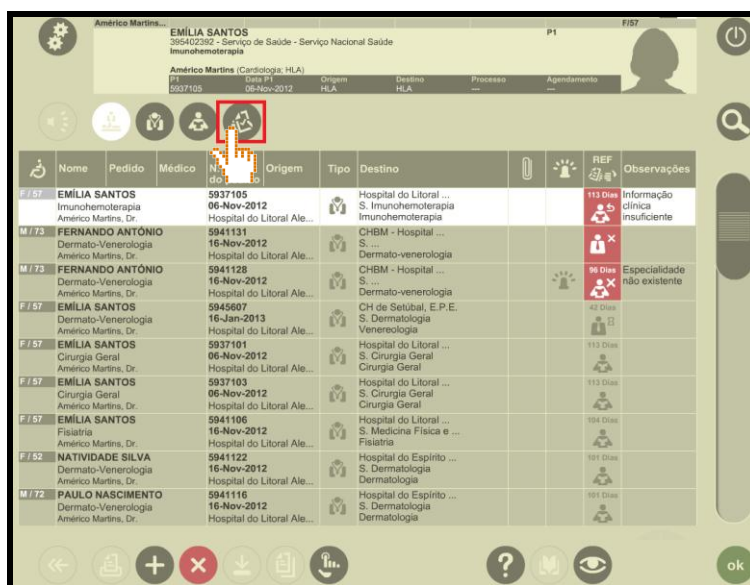 Américo Martins...
EMÍLIA SANTOS
P1
F/57
395402392 - Serviço de Saúde - Serviço Nacional Saúde
Imunohemoterapia
Américo Martins (Cardiologia; HLA)
P1 Data P1 Origem Destino Processo Agendamento
5937105 06-Nov-2012 HLA HLA --- ---
Nome Pedido Médico Origem Tipo Destino REF Observações
F / 57 EMÍLIA SANTOS 5937105 Hospital do Litoral ... 113 Dias Informação
Imunohemoterapia 06-Nov-2012 S. Imunohemoterapia clínica
Américo Martins, Dr. Hospital do Litoral Ale... Imunohemoterapia insuficiente
M / 73 FERNANDO ANTÓNIO 5941131 CHBM - Hospital ...
Dermato-Venerologia 16-Nov-2012 S. ...
Américo Martins, Dr. Hospital do Litoral Ale... Dermato-venerologia
M / 73 FERNANDO ANTÓNIO 5941128 CHBM - Hospital ... 96 Dias Especialidade
Dermato-Venerologia 16-Nov-2012 S. ... não existente
Américo Martins, Dr. Hospital do Litoral Ale... Dermato-venerologia
F / 57 EMÍLIA SANTOS 5945607 CH de Setúbal, E.P.E. 42 Dias
Dermato-Venerologia 16-Jan-2013 S. Dermatologia
Américo Martins, Dr. Hospital do Litoral Ale... Venereologia
F / 57 EMÍLIA SANTOS 5937101 Hospital do Litoral ... 113 Dias
Cirurgia Geral 06-Nov-2012 S. Cirurgia Geral
Américo Martins, Dr. Hospital do Litoral Ale... Cirurgia Geral
F / 57 EMÍLIA SANTOS 5937103 Hospital do Litoral ... 113 Dias
Cirurgia Geral 06-Nov-2012 S. Cirurgia Geral
Américo Martins, Dr. Hospital do Litoral Ale... Cirurgia Geral
F / 57 EMÍLIA SANTOS 5941106 Hospital do Litoral ... 104 Dias
Fisiatria 16-Nov-2012 S. Medicina Física e ...
Américo Martins, Dr. Hospital do Litoral Ale... Fisiatria
F / 52 NATIVIDADE SILVA 5941122 Hospital do Espírito ... 101 Dias
Dermato-Venerologia 16-Nov-2012 S. Dermatologia
Américo Martins, Dr. Hospital do Litoral Ale... Dermatologia
M / 72 PAULO NASCIMENTO 5941116 Hospital do Espírito ... 101 Dias
Dermato-Venerologia 16-Nov-2012 S. Dermatologia
Américo Martins, Dr. Hospital do Litoral Ale... Dermatologia
ok